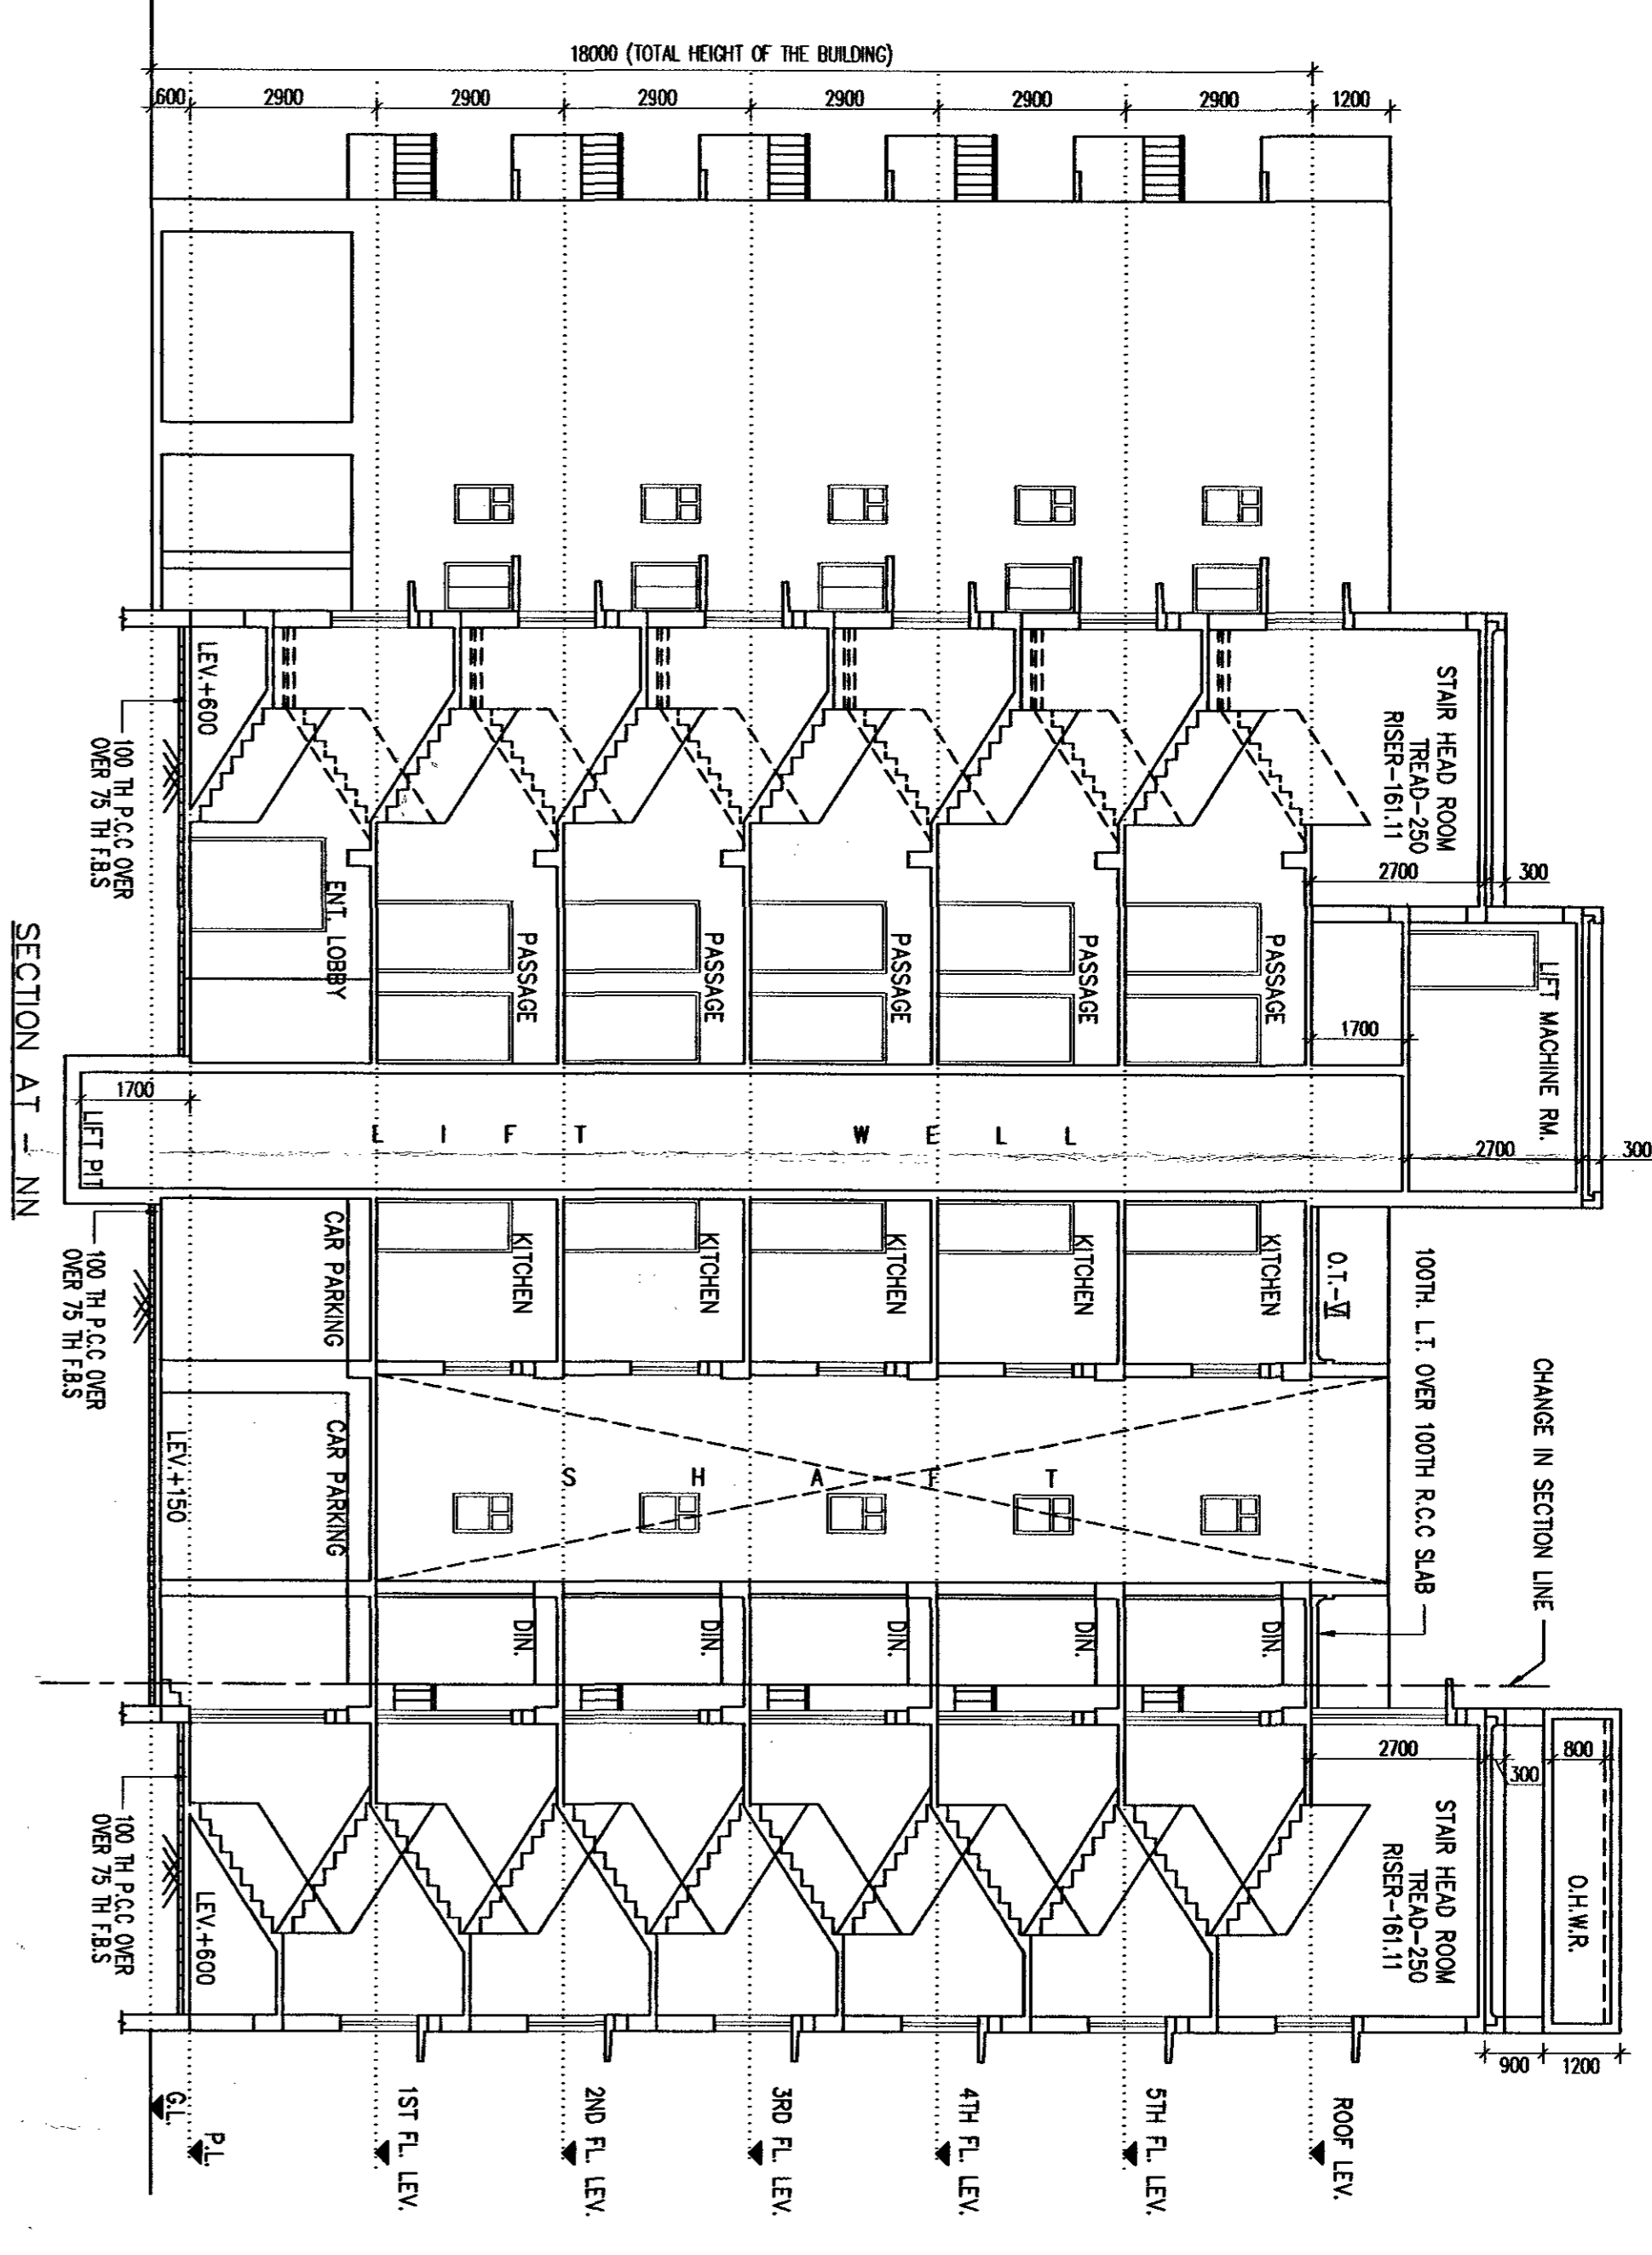 18000 (TOTAL HEIGHT OF THE BUILDING)
600
2900
2900
2900
2900
2900
2900
1200
STAIR HEAD ROOM
TREAD-250
RISER-161.11
2700
300
LEV.+600
100 TH P.C.C OVER
OVER 75 TH F.B.S
ENT. LOBBY
PASSAGE
PASSAGE
PASSAGE
PASSAGE
PASSAGE
LIFT MACHINE RM.
1700
2700
300
1700
LIFT PIT
LIFT WELL
SECTION AT - NN
CAR PARKING
KITCHEN
KITCHEN
KITCHEN
KITCHEN
KITCHEN
O.T.-VI
100TH. L.T. OVER 100TH R.C.C SLAB
CHANGE IN SECTION LINE
100 TH P.C.C OVER
OVER 75 TH F.B.S
CAR PARKING
LEV.+150
SHAFT
DIN.
DIN.
DIN.
DIN.
DIN.
2700
300
800
STAIR HEAD ROOM
TREAD-250
RISER-161.11
O.H.W.R.
100 TH P.C.C OVER
OVER 75 TH F.B.S
LEV.+600
900
1200
G.L.
P.L.
1ST FL. LEV.
2ND FL. LEV.
3RD FL. LEV.
4TH FL. LEV.
5TH FL. LEV.
ROOF LEV.